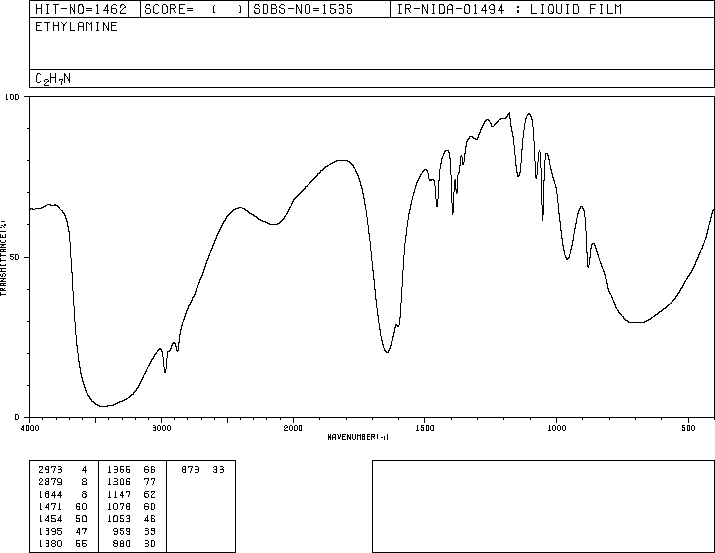 HIT-NO=1462 SCORE= ( ) SDBS-NO=1535 IR-NIDA-01494 : LIQUID FILM
ETHYLAMINE
C2H7N
100
TRANSMITTANCE(%)
50
0
4000 3000 2000 1500 1000 500
WAVENUMBER(-1)
2973 4 1366 66 879 33
2879 8 1306 77
1644 8 1147 62
1471 60 1078 60
1454 50 1053 46
1395 47 959 39
1380 55 880 30